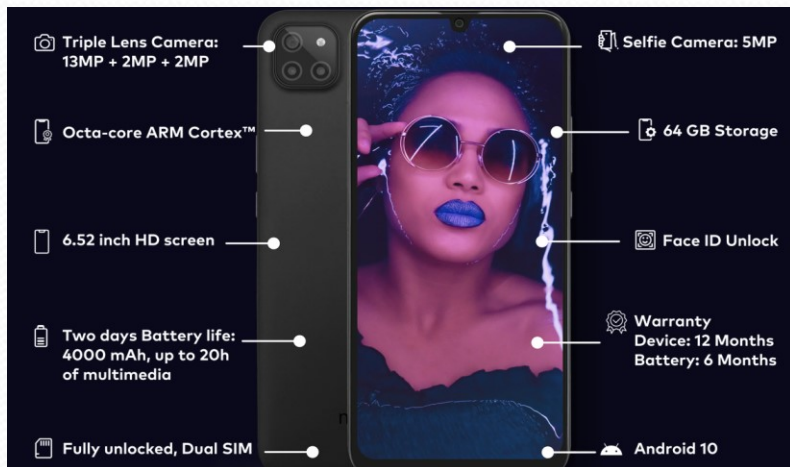 Triple Lens Camera:
13MP + 2MP + 2MP
Octa-core ARM Cortex™
6.52 inch HD screen
Two days Battery life:
4000 mAh, up to 20h
of multimedia
Fully unlocked, Dual SIM
Selfie Camera: 5MP
64 GB Storage
Face ID Unlock
Warranty
Device: 12 Months
Battery: 6 Months
Android 10